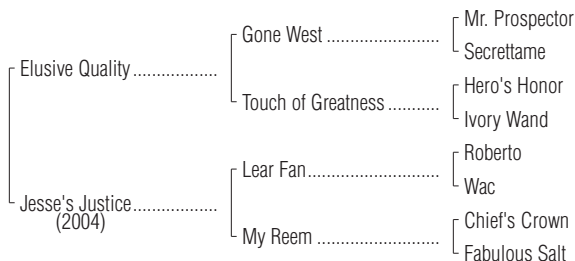 Mr. Prospector
Gone West ........................
Secrettame
Elusive Quality ..................
Hero's Honor
Touch of Greatness ...........
Ivory Wand
Roberto
Lear Fan............................
Wac
Jesse's Justice ..................
(2004)
Chief's Crown
My Reem ..........................
Fabulous Salt